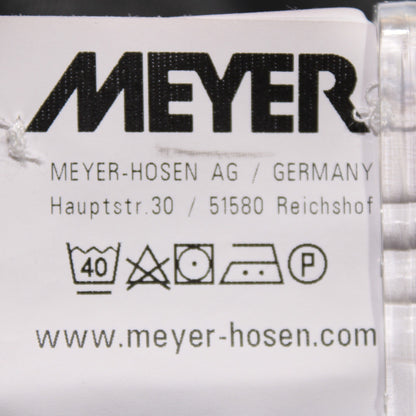 MEYER
MEYER-HOSEN AG / GERMANY
Hauptstr.30 / 51580 Reichshof
40 P
www.meyer-hosen.com